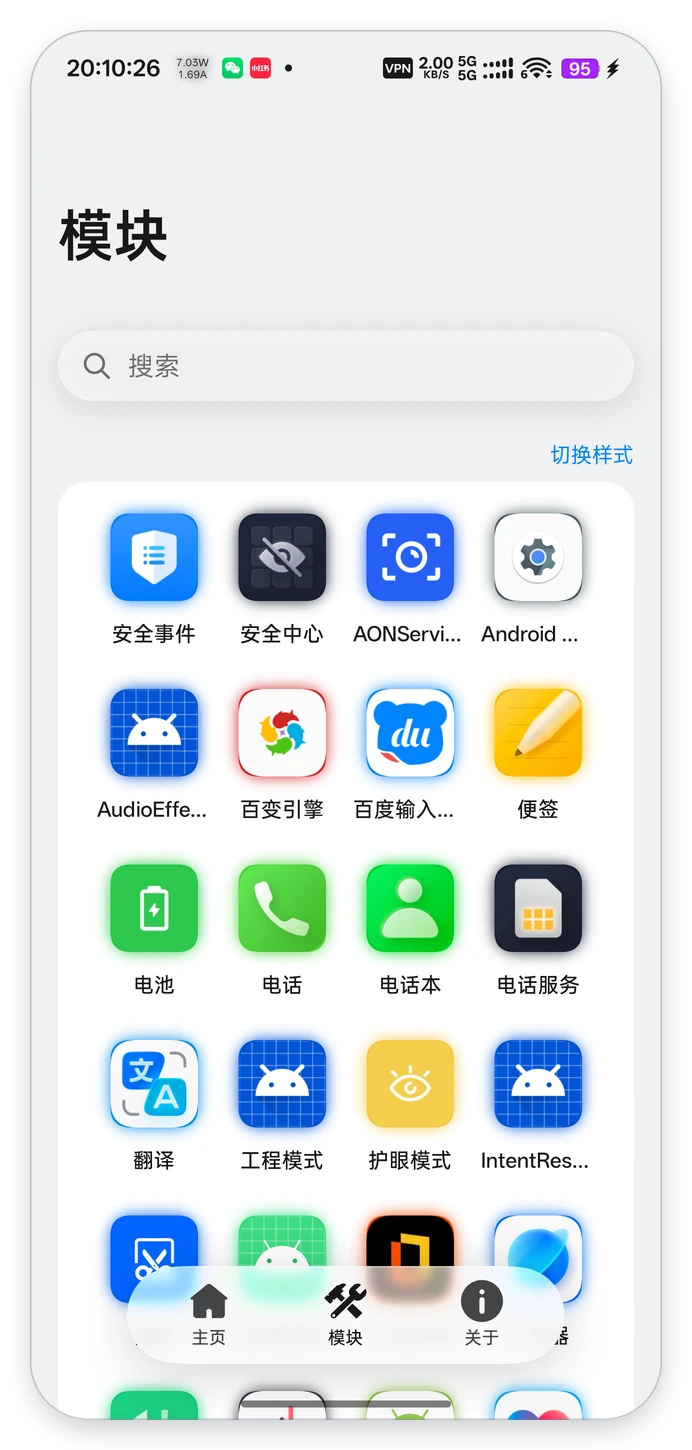 20:10:26 7.03W 1.69A 小红书 VPN 2.00 KB/S 5G 5G 6 95
模块
搜索
切换样式
安全事件 安全中心 AONServi... Android ...
du
AudioEffe... 百变引擎 百度输入... 便签
电池 电话 电话本 电话服务
文 A
翻译 工程模式 护眼模式 IntentRes...
主页 模块 关于 器